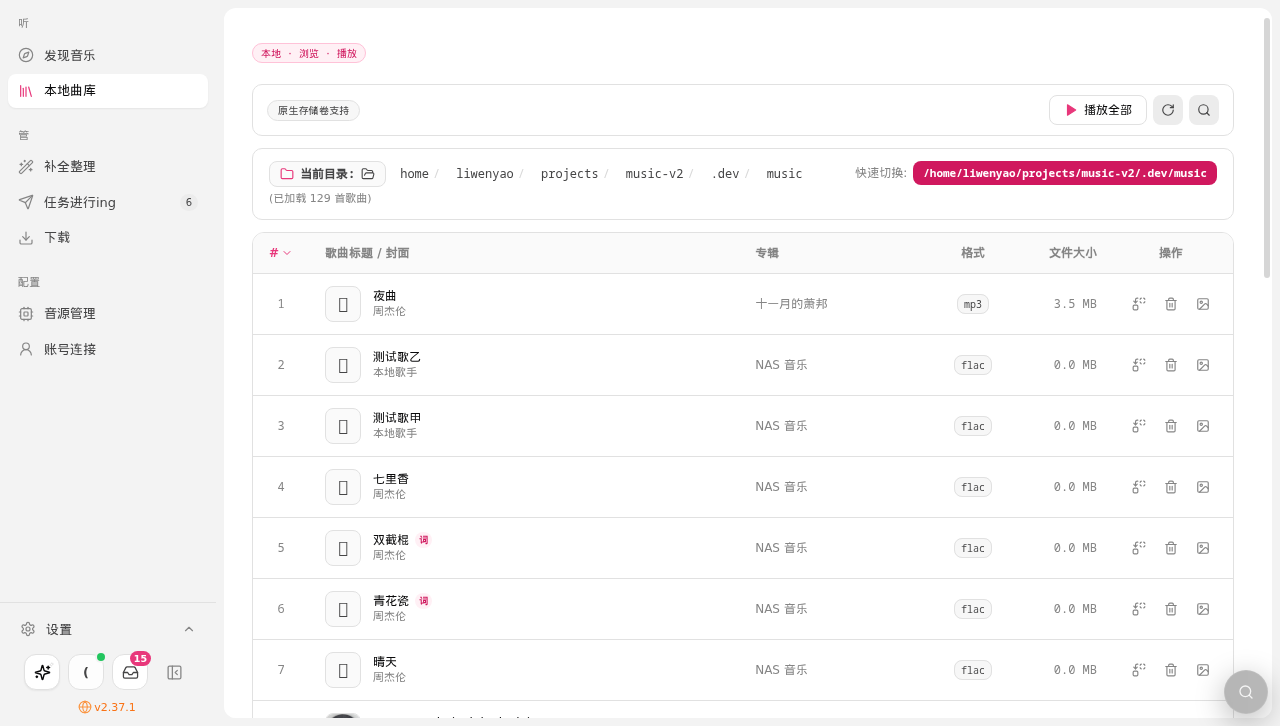 听
发现音乐
本地曲库
管
补全整理
任务进行ing 6
下载
配置
音源管理
账号连接
设置
(
15
v2.37.1
本地 · 浏览 · 播放
原生存储卷支持
播放全部
当前目录: home / liwenyao / projects / music-v2 / .dev / music
快速切换: /home/liwenyao/projects/music-v2/.dev/music
(已加载 129 首歌曲)
# 歌曲标题 / 封面 专辑 格式 文件大小 操作
1 夜曲 十一月的萧邦 mp3 3.5 MB
周杰伦
2 测试歌乙 NAS 音乐 flac 0.0 MB
本地歌手
3 测试歌甲 NAS 音乐 flac 0.0 MB
本地歌手
4 七里香 NAS 音乐 flac 0.0 MB
周杰伦
5 双截棍 词 NAS 音乐 flac 0.0 MB
周杰伦
6 青花瓷 词 NAS 音乐 flac 0.0 MB
周杰伦
7 晴天 NAS 音乐 flac 0.0 MB
周杰伦